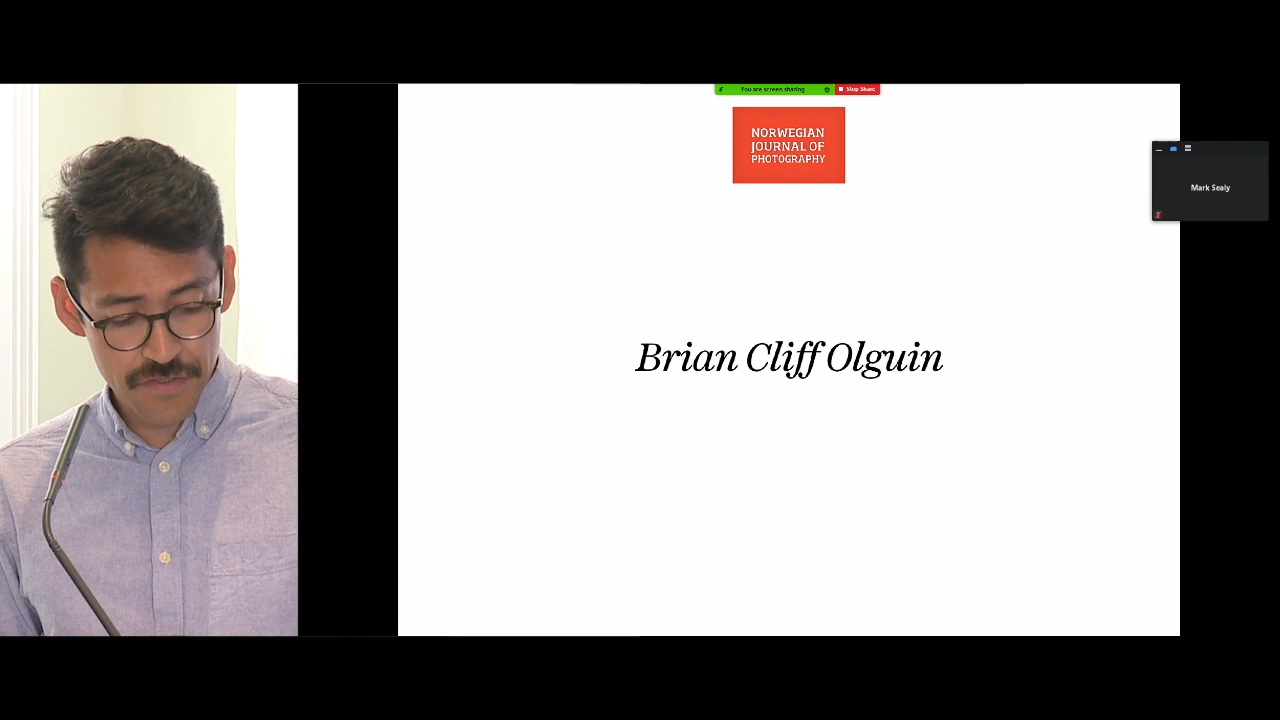 You are screen sharing
Stop Share
NORWEGIAN
JOURNAL OF
PHOTOGRAPHY
Mark Sealy
Brian Cliff Olguin